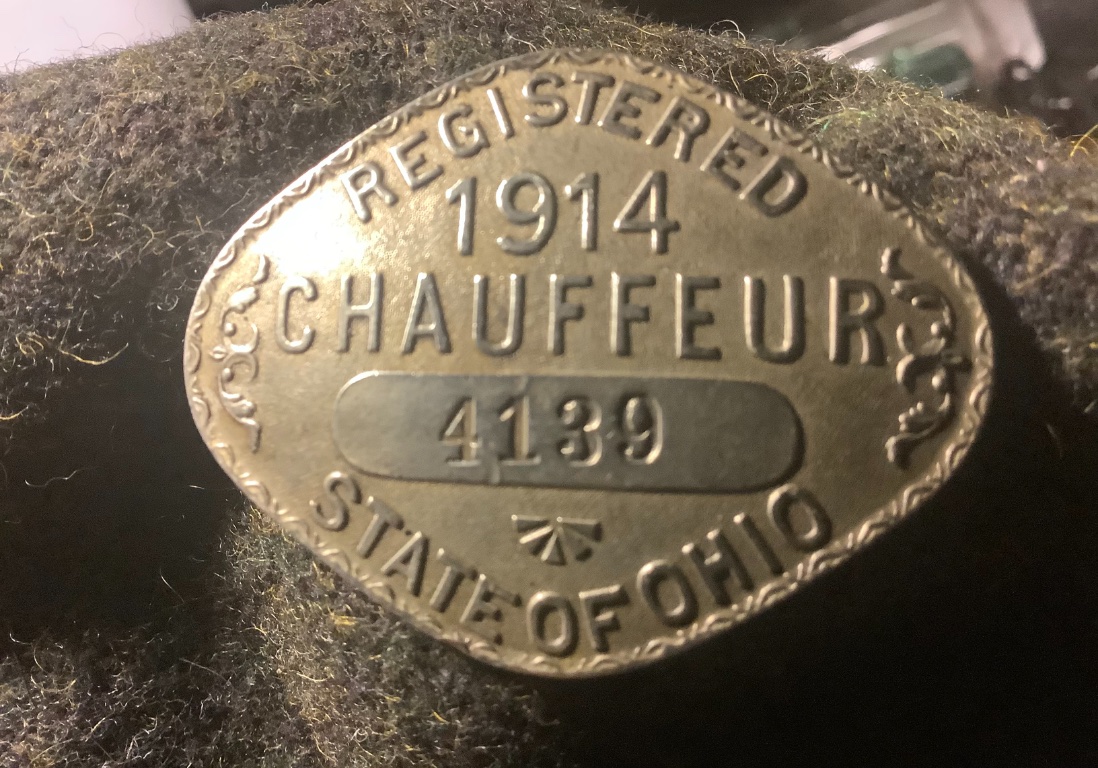 REGISTERED
1914
CHAUFFEUR
4139
STATE OF OHIO